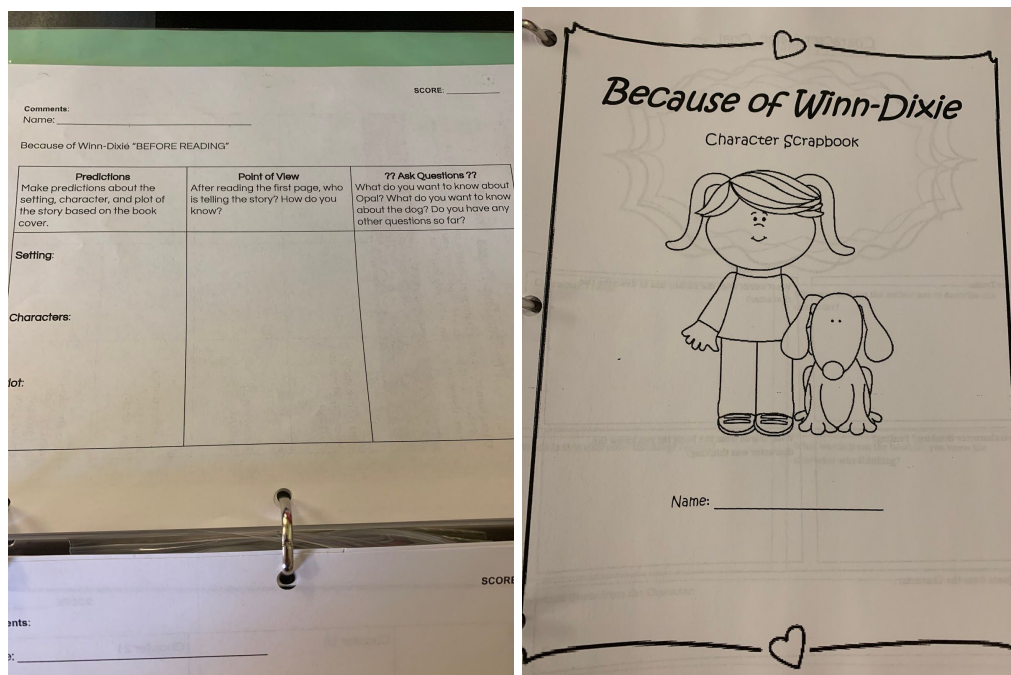 SCORE: ________
Comments:
Name: ________
Because of Winn-Dixie "BEFORE READING"
Predictions
Make predictions about the
setting, character, and plot of
the story based on the book
cover.
Point of View
After reading the first page, who
is telling the story? How do you
know?
?? Ask Questions ??
What do you want to know about
Opal? What do you want to know
about the dog? Do you have any
other questions so far?
Setting:
Characters:
lot:
SCORE
ents:
e: ________
Because of Winn-Dixie
Character Scrapbook
Name: ________